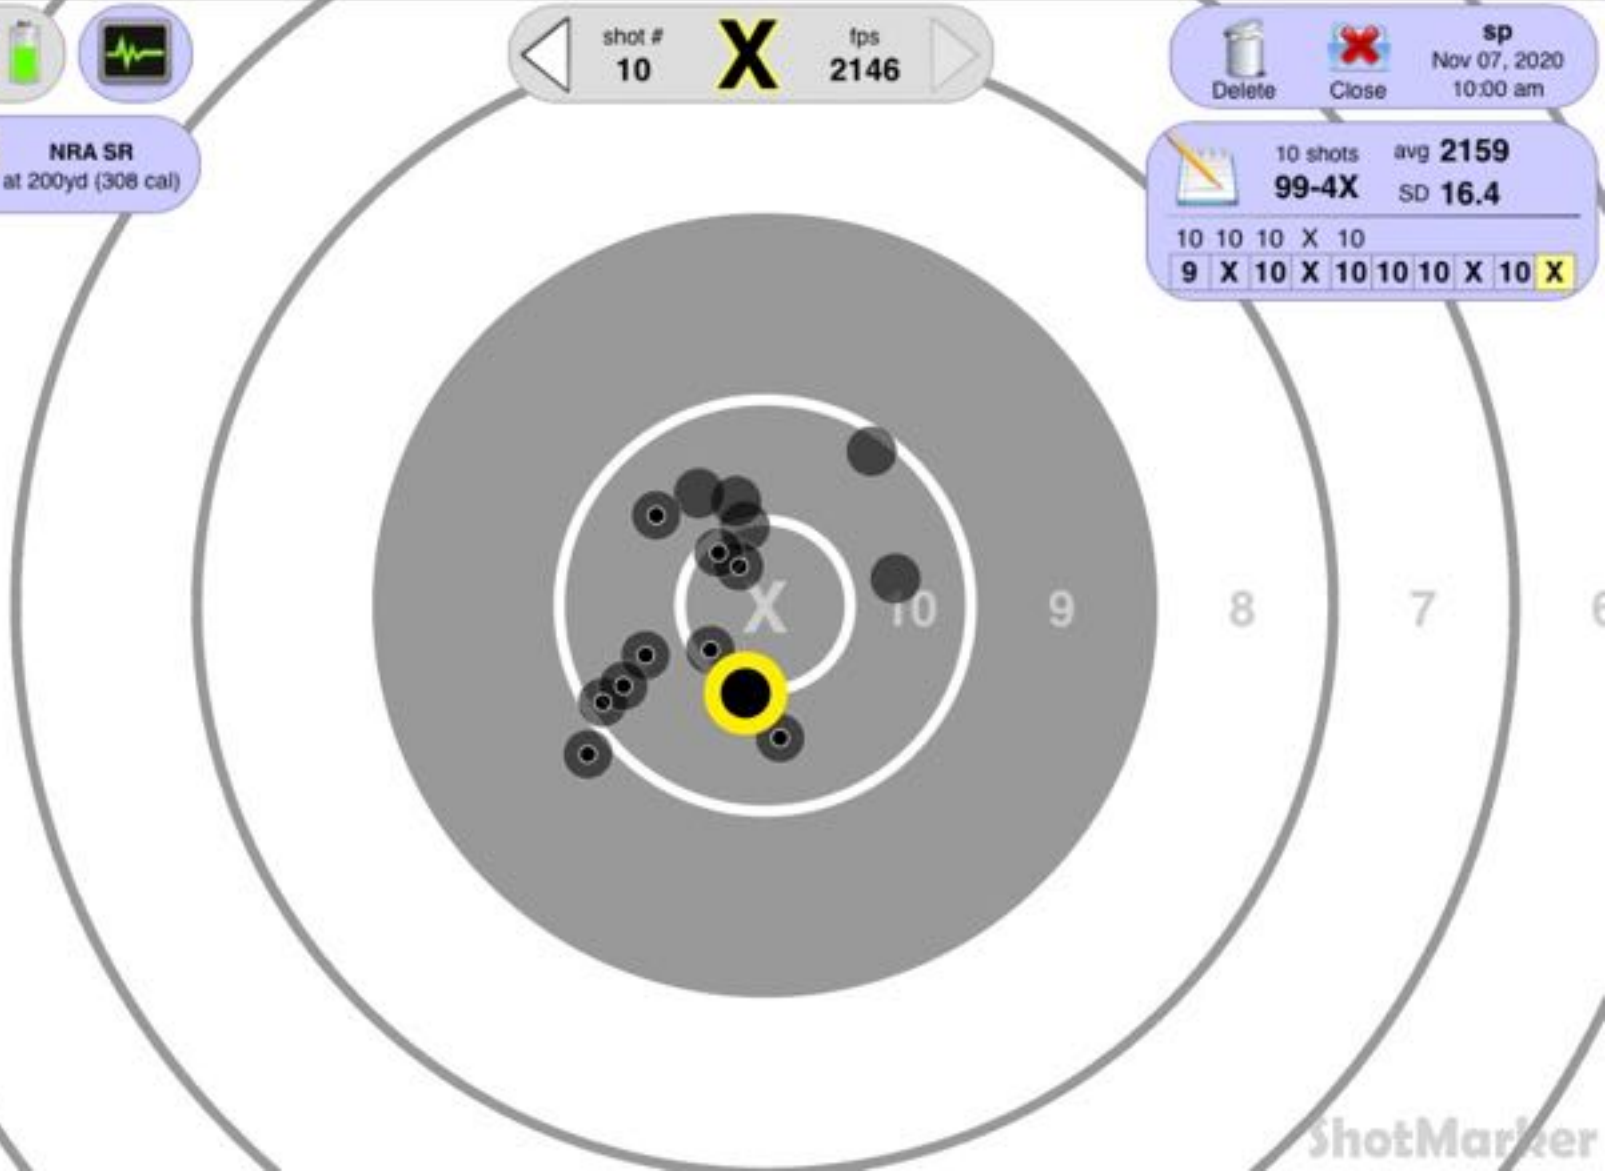 shot #
10
X
fps
2146
Delete
Close
sp
Nov 07, 2020
10:00 am
NRA SR
at 200yd (308 cal)
10 shots
99-4X
avg 2159
SD 16.4
10 10 10 X 10
9 X 10 X 10 10 10 X 10 X
X 10 9 8 7 6
ShotMarker